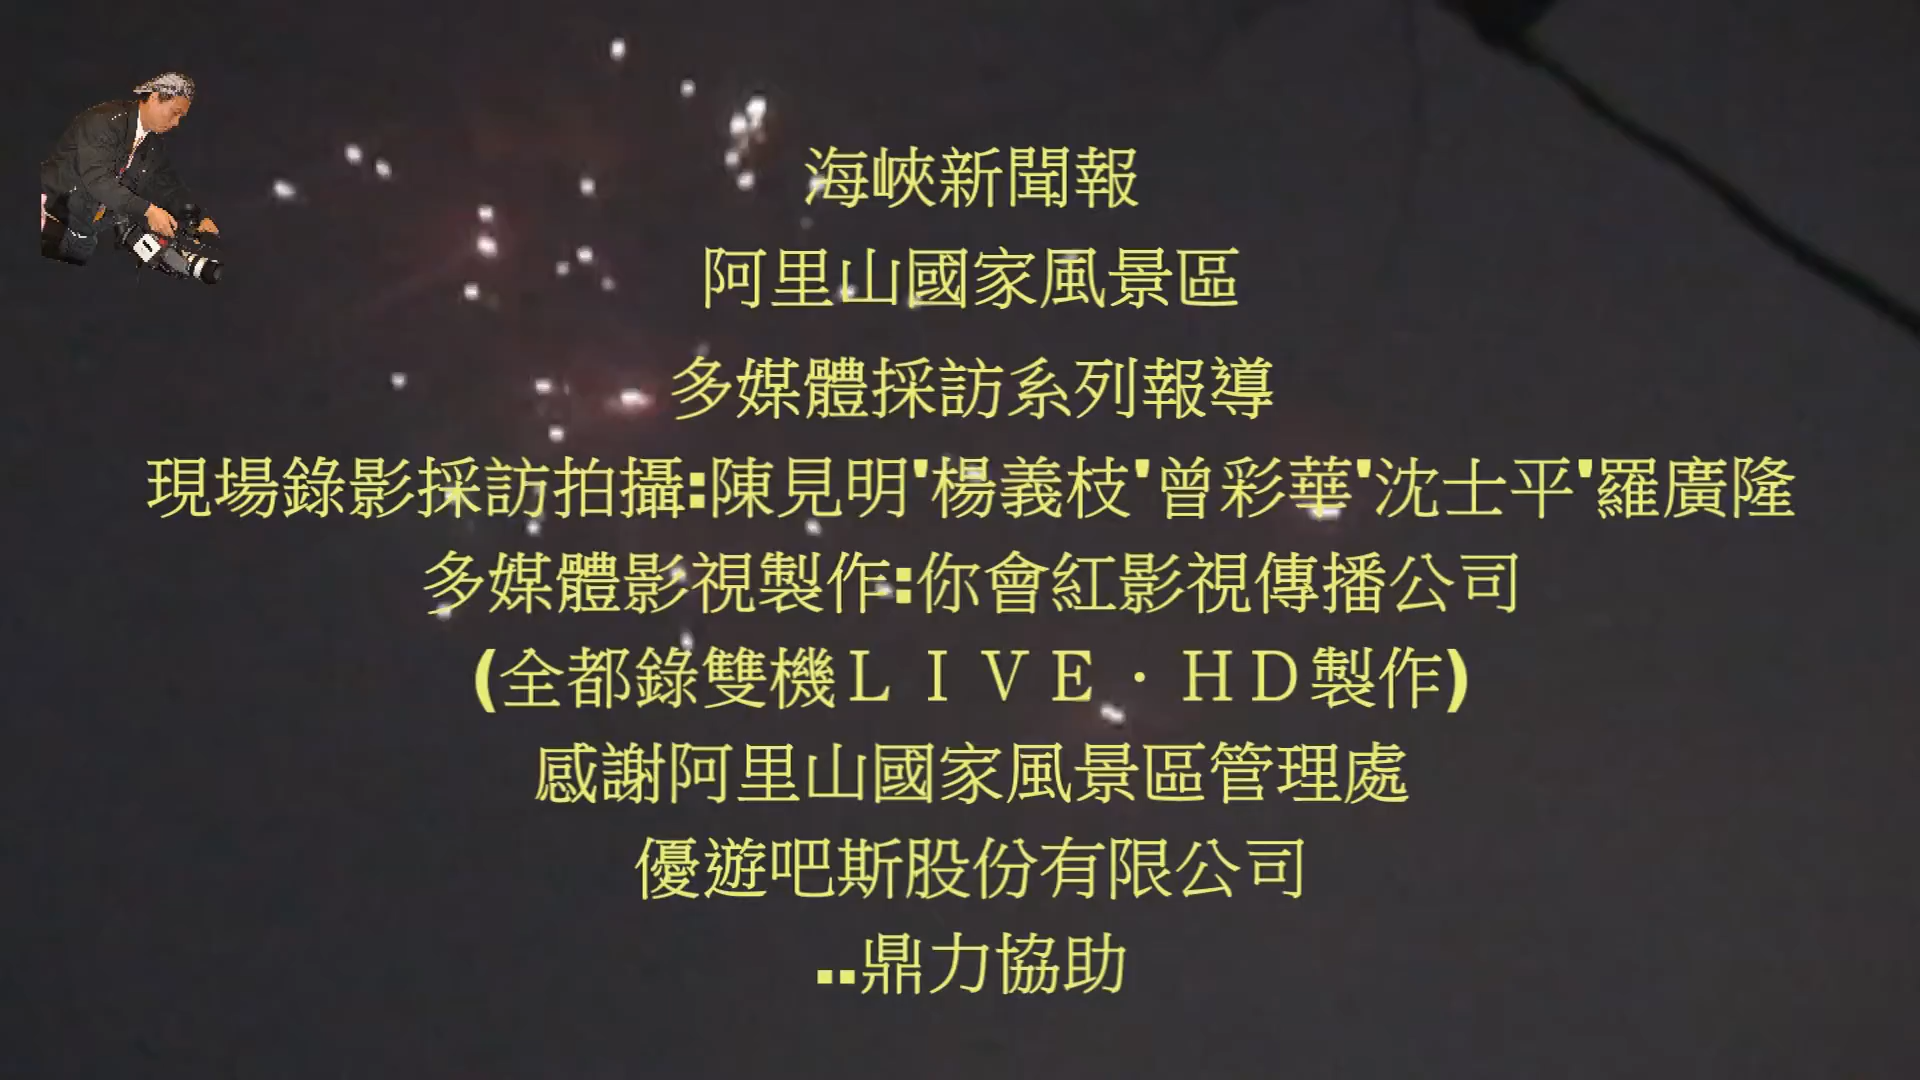 海峽新聞報
阿里山國家風景區
多媒體採訪系列報導
現場錄影採訪拍攝:陳見明'楊義枝'曾彩華'沈士平'羅廣隆
多媒體影視製作:你會紅影視傳播公司
(全都錄雙機ＬＩＶＥ．ＨＤ製作)
感謝阿里山國家風景區管理處
優遊吧斯股份有限公司
..鼎力協助